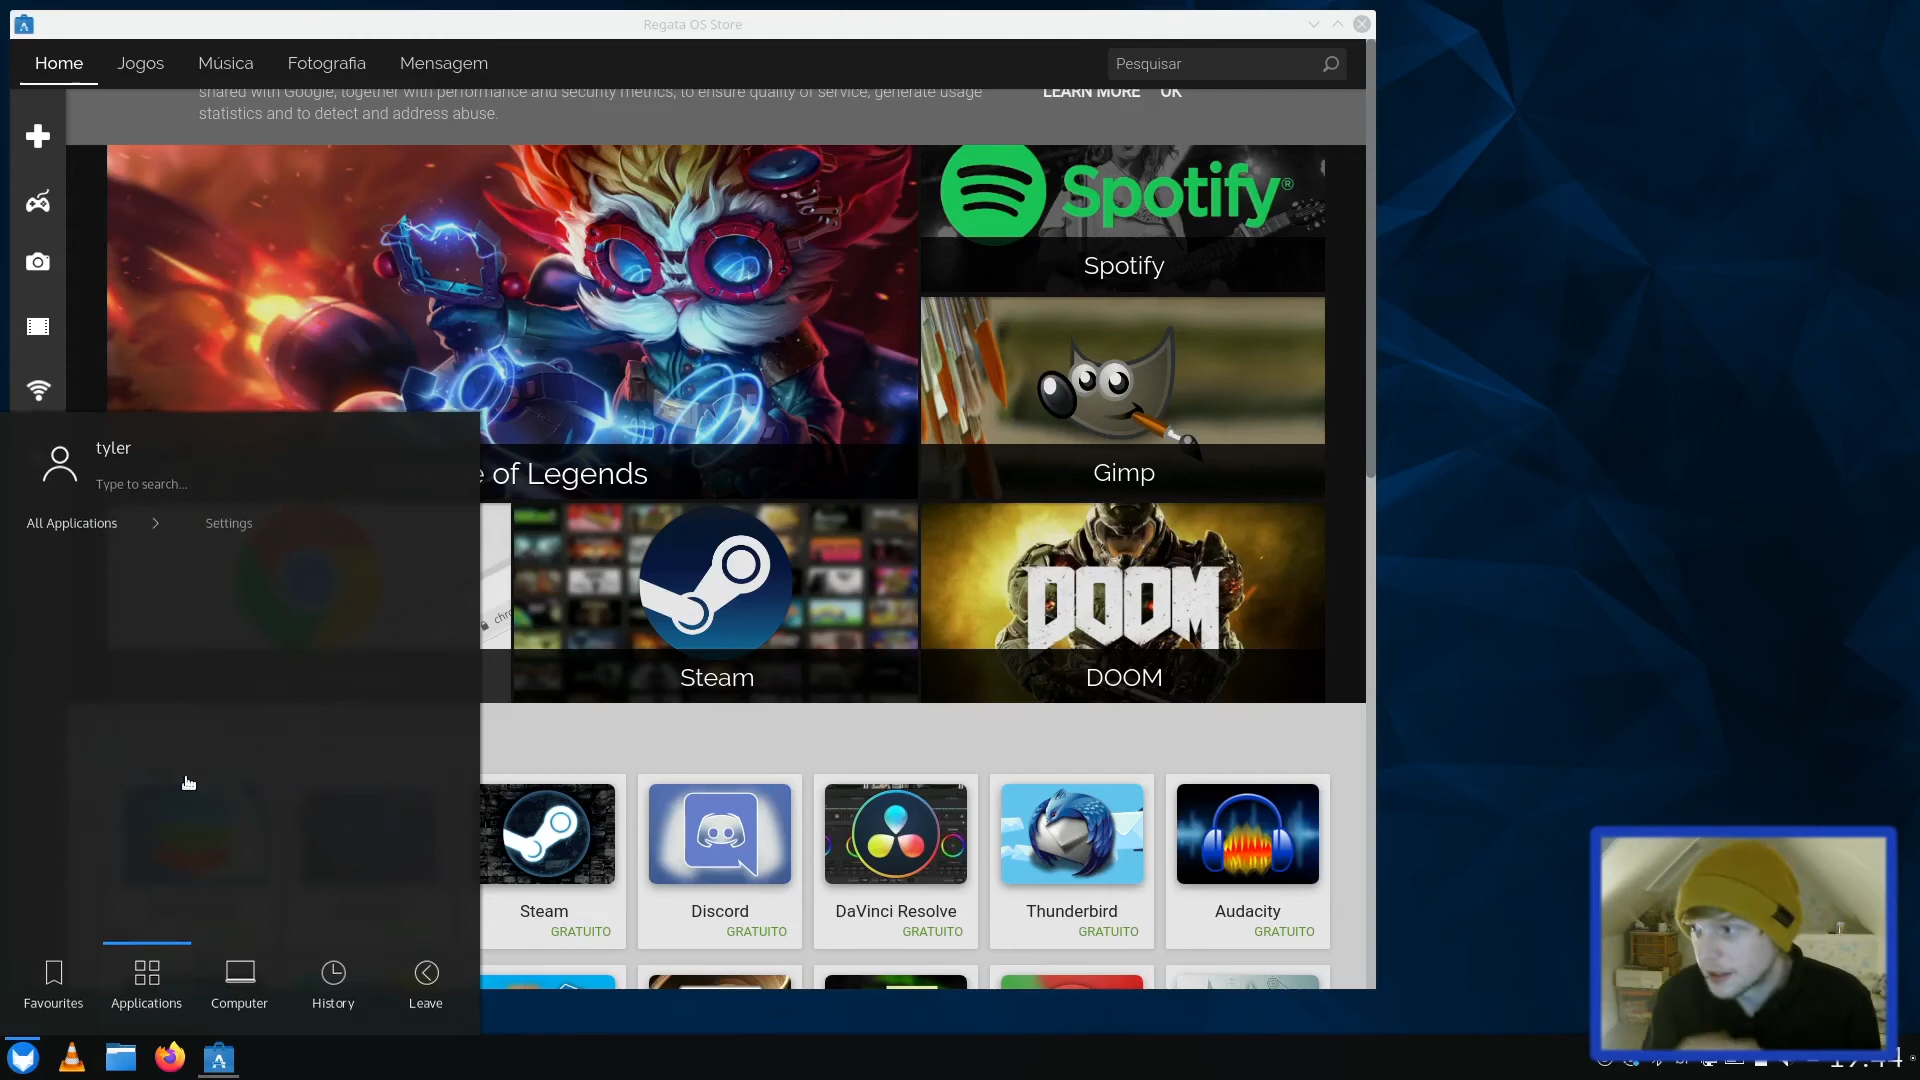 Regata OS Store
Home Jogos Música Fotografia Mensagem
Pesquisar
shared with Google, together with performance and security metrics, to ensure quality of service, generate usage
statistics and to detect and address abuse.
LEARN MORE OK
Spotify®
Spotify
Gimp
e of Legends
chr
Steam
DOOM
DOOM
tyler
Type to search...
All Applications > Settings
Steam
GRATUITO
Discord
GRATUITO
DaVinci Resolve
GRATUITO
Thunderbird
GRATUITO
Audacity
GRATUITO
Favourites
Applications
Computer
History
Leave